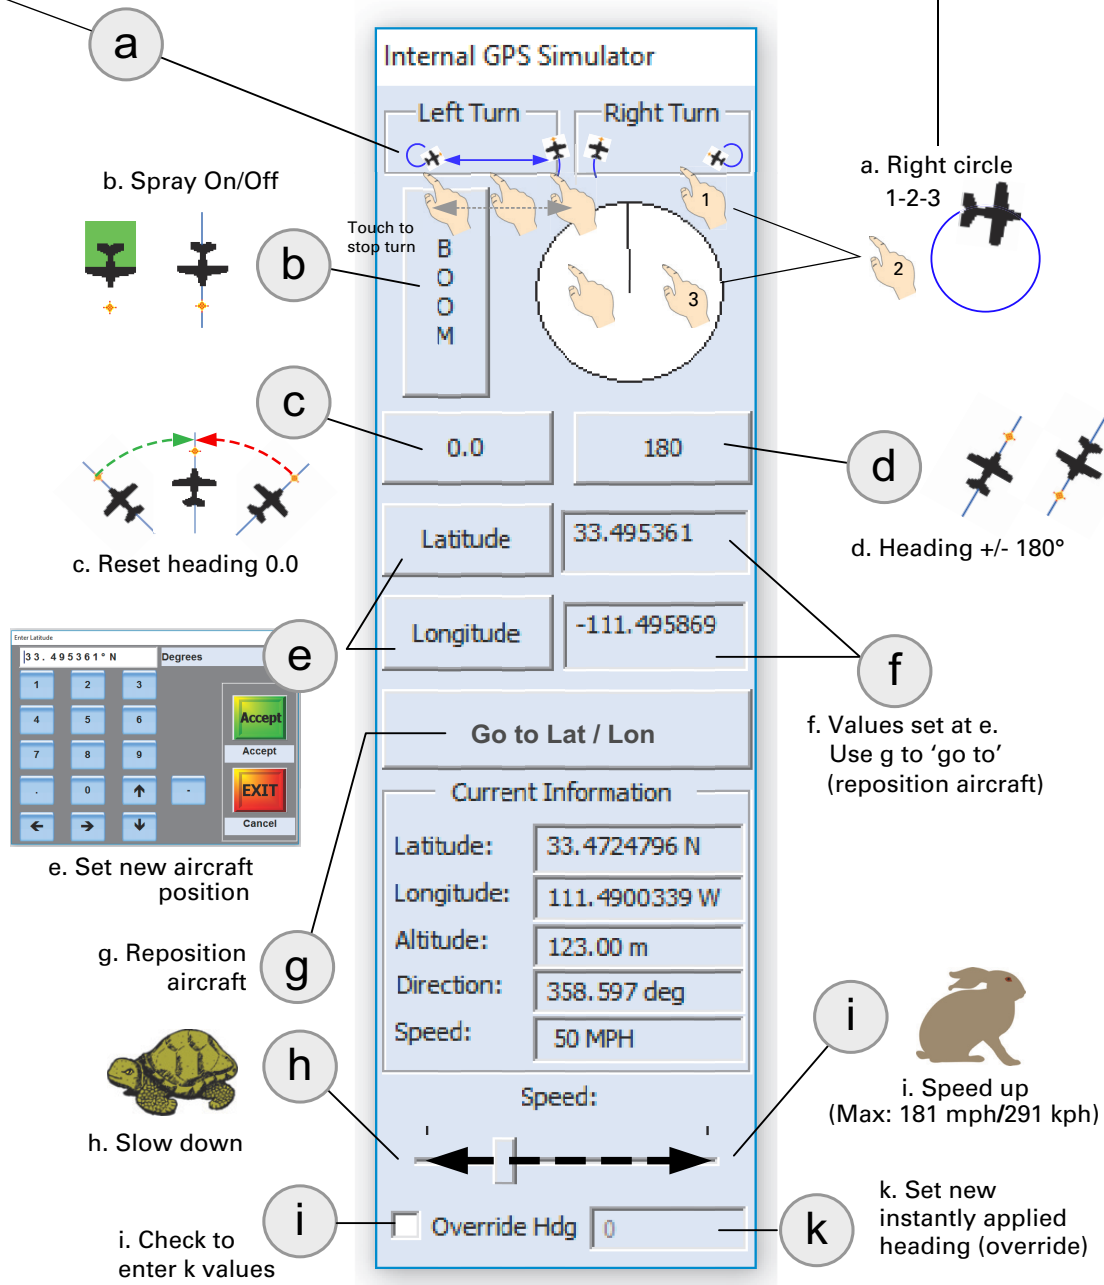 a
Internal GPS Simulator
Left Turn
Right Turn
a. Right circle
1-2-3
b. Spray On/Off
Touch to
stop turn
1
2
3
b
B
O
O
M
c
0.0
180
d
c. Reset heading 0.0
d. Heading +/- 180°
Latitude
33.495361
Longitude
-111.495869
e
f
Enter Latitude
33.495361°N
Degrees
1
2
3
4
5
6
Accept
Accept
7
8
9
.
0
-
EXIT
Cancel
e. Set new aircraft
position
f. Values set at e.
Use g to ‘go to’
(reposition aircraft)
Go to Lat / Lon
Current Information
Latitude:
33.4724796 N
Longitude:
111.4900339 W
Altitude:
123.00 m
Direction:
358.597 deg
Speed:
50 MPH
g. Reposition
aircraft
g
h
i
h. Slow down
i. Speed up
(Max: 181 mph/291 kph)
Speed:
i
Override Hdg
0
k
i. Check to
enter k values
k. Set new
instantly applied
heading (override)